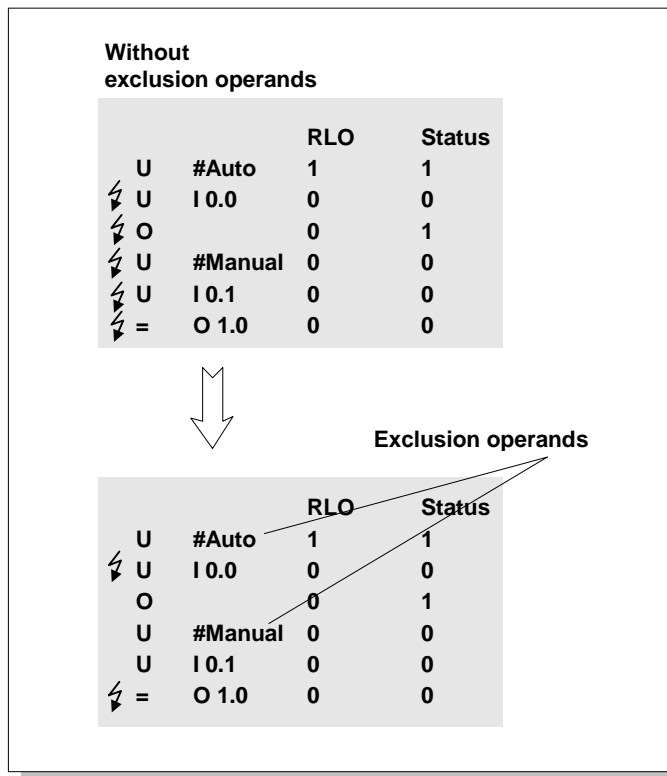 Without
exclusion operands
RLO Status
U #Auto 1 1
U I 0.0 0 0
O 0 1
U #Manual 0 0
U I 0.1 0 0
= O 1.0 0 0
Exclusion operands
RLO Status
U #Auto 1 1
U I 0.0 0 0
O 0 1
U #Manual 0 0
U I 0.1 0 0
= O 1.0 0 0